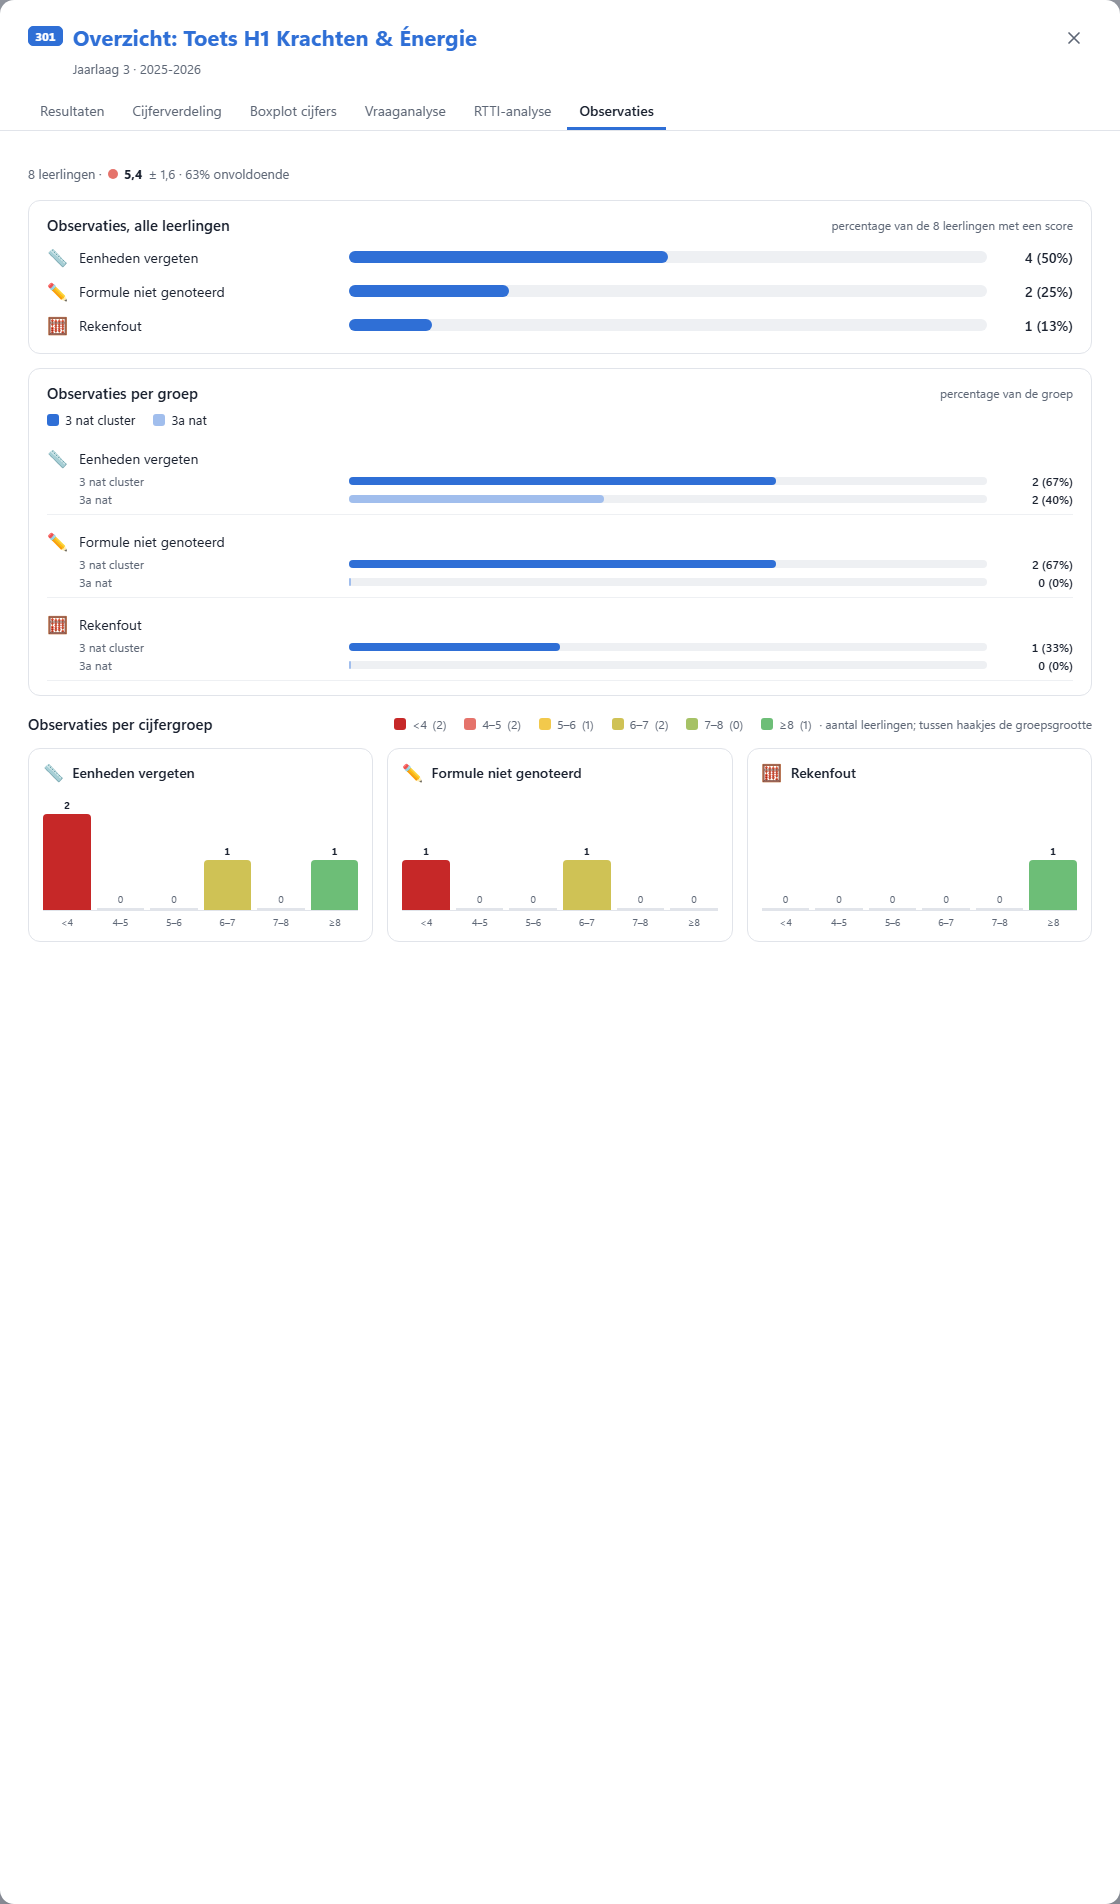 301 Overzicht: Toets H1 Krachten & Énergie
Jaarlaag 3 · 2025-2026
Resultaten Cijferverdeling Boxplot cijfers Vraaganalyse RTTI-analyse Observaties
8 leerlingen · 5,4 ± 1,6 · 63% onvoldoende
Observaties, alle leerlingen percentage van de 8 leerlingen met een score
Eenheden vergeten 4 (50%)
Formule niet genoteerd 2 (25%)
Rekenfout 1 (13%)
Observaties per groep percentage van de groep
3 nat cluster 3a nat
Eenheden vergeten
3 nat cluster 2 (67%)
3a nat 2 (40%)
Formule niet genoteerd
3 nat cluster 2 (67%)
3a nat 0 (0%)
Rekenfout
3 nat cluster 1 (33%)
3a nat 0 (0%)
Observaties per cijfergroep <4 (2) 4–5 (2) 5–6 (1) 6–7 (2) 7–8 (0) ≥8 (1) · aantal leerlingen; tussen haakjes de groepsgrootte
Eenheden vergeten
2 0 0 1 0 1
<4 4–5 5–6 6–7 7–8 ≥8
Formule niet genoteerd
1 0 0 1 0 0
<4 4–5 5–6 6–7 7–8 ≥8
Rekenfout
0 0 0 0 0 1
<4 4–5 5–6 6–7 7–8 ≥8